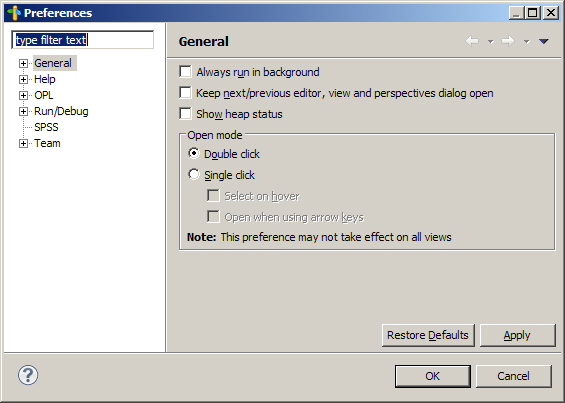 Preferences
type filter text
General
Help
OPL
Run/Debug
SPSS
Team
General
Always run in background
Keep next/previous editor, view and perspectives dialog open
Show heap status
Open mode
Double click
Single click
Select on hover
Open when using arrow keys
Note: This preference may not take effect on all views
Restore Defaults
Apply
?
OK
Cancel